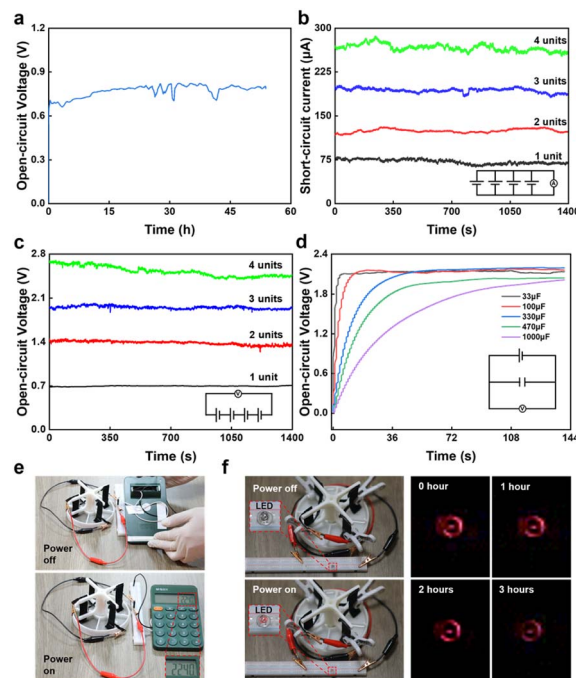 a
Open-circuit Voltage (V)
1.2
0.9
0.6
0.3
0.0
0
15
30
45
60
Time (h)
b
Short-circuit current (µA)
300
225
150
75
0
4 units
3 units
2 units
1 unit
A
0
350
700
1050
1400
Time (s)
c
Open-circuit Voltage (V)
2.8
2.1
1.4
0.7
0.0
4 units
3 units
2 units
1 unit
V
0
350
700
1050
1400
Time (s)
d
Open-circuit Voltage (V)
2.4
1.8
1.2
0.6
0.0
33µF
100µF
330µF
470µF
1000µF
V
0
36
72
108
144
Time (s)
e
Power
off
Power
on
2240
f
Power off
LED
Power on
LED
0 hour
1 hour
2 hours
3 hours